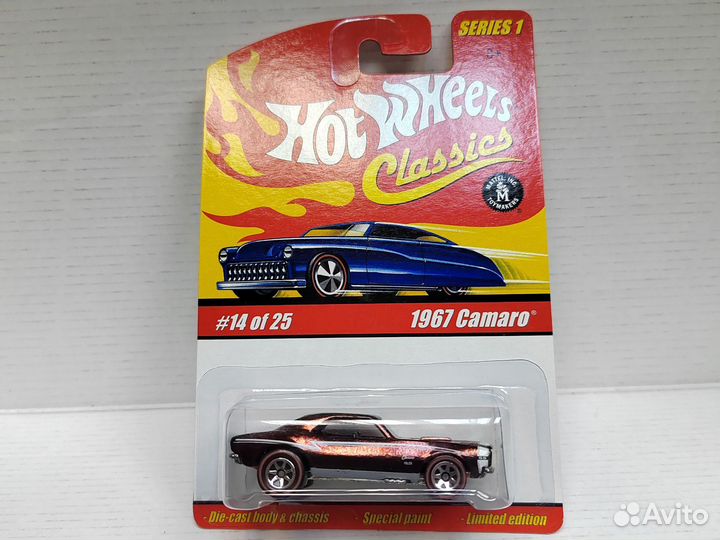 SERIES 1
HOT WHEELS
Classics
MATTEL, INC.
M
TOYMAKERS
#14 of 25
1967 Camaro®
· Die-cast body & chassis · Special paint · Limited edition
Avito